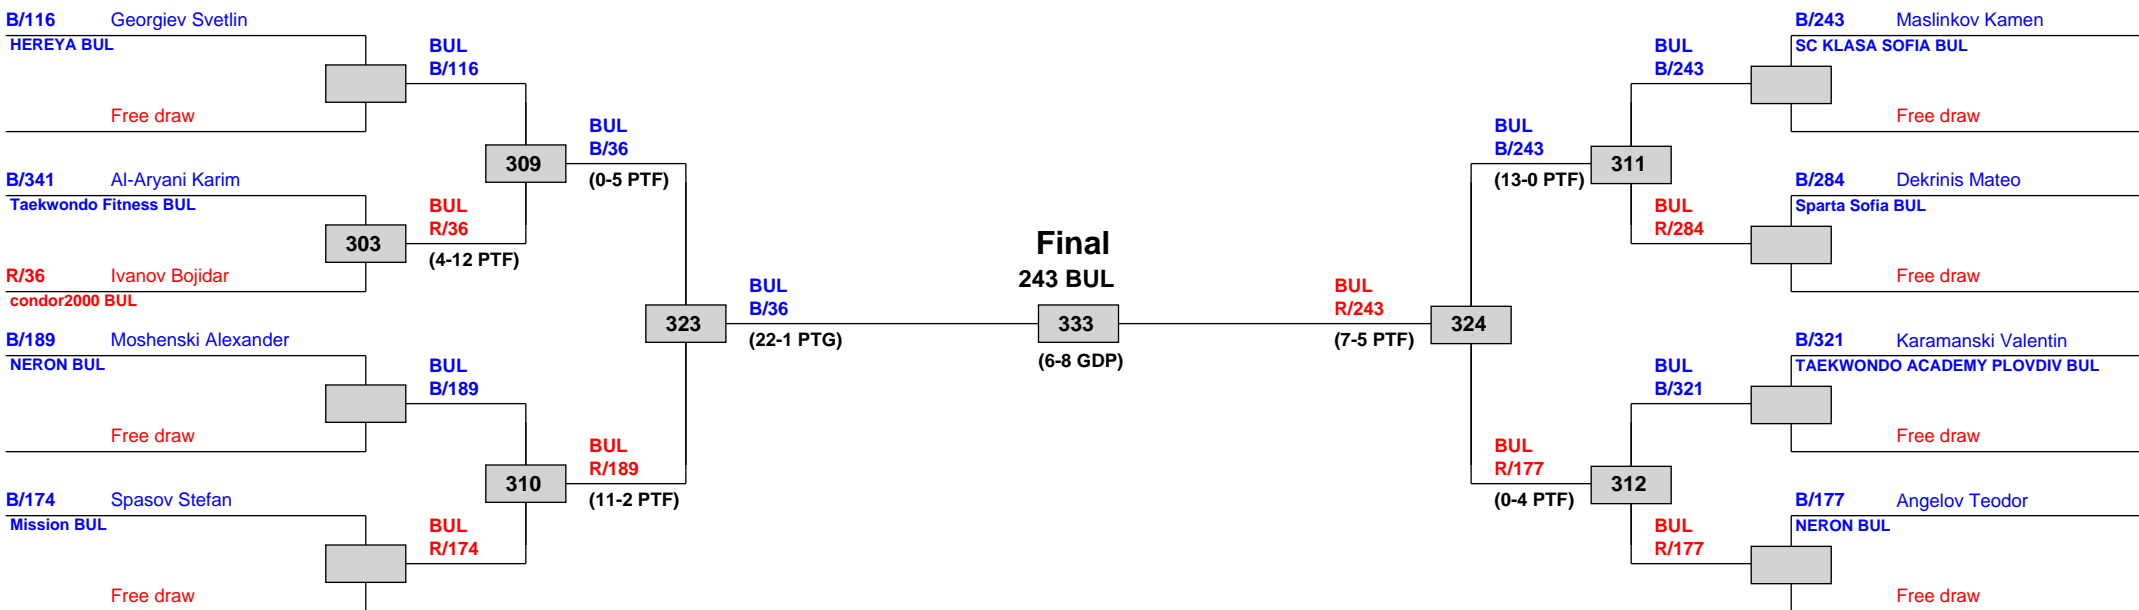 B/116 Georgiev Svetlin
HEREYA BUL
Free draw
B/341 Al-Aryani Karim
Taekwondo Fitness BUL
303
R/36 Ivanov Bojidar
condor2000 BUL
B/189 Moshenski Alexander
NERON BUL
Free draw
B/174 Spasov Stefan
Mission BUL
Free draw
BUL
B/116
309
BUL
R/36
(4-12 PTF)
BUL
B/189
310
BUL
R/174
BUL
B/36
(0-5 PTF)
323
BUL
R/189
(11-2 PTF)
BUL
B/36
(22-1 PTG)
Final
243 BUL
333
(6-8 GDP)
BUL
R/243
(7-5 PTF)
324
BUL
B/243
(13-0 PTF)
BUL
R/177
(0-4 PTF)
BUL
B/243
311
BUL
R/284
BUL
B/321
312
BUL
R/177
B/243 Maslinkov Kamen
SC KLASA SOFIA BUL
Free draw
B/284 Dekrinis Mateo
Sparta Sofia BUL
Free draw
B/321 Karamanski Valentin
TAEKWONDO ACADEMY PLOVDIV BUL
Free draw
B/177 Angelov Teodor
NERON BUL
Free draw